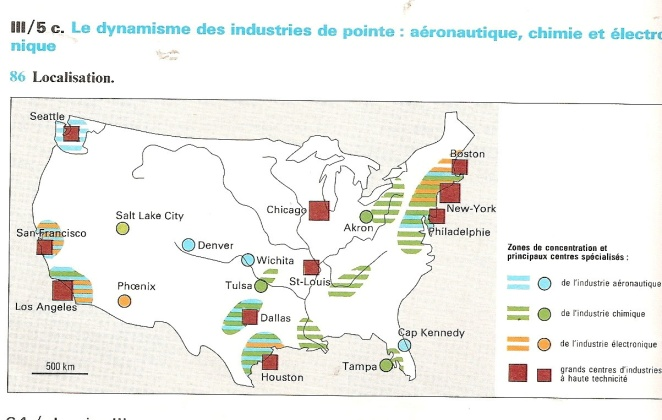 III/5 c. Le dynamisme des industries de pointe : aéronautique, chimie et électro
nique
86 Localisation.
Seattle
Boston
Chicago
New-York
Salt Lake City
Akron
San-Francisco
Philadelphie
Denver
Wichita
Tulsa
St-Louis
Phœnix
Los Angeles
Dallas
Cap Kennedy
500 km
Houston
Tampa
Zones de concentration et
principaux centres spécialisés :
de l'industrie aéronautique
de l'industrie chimique
de l'industrie électronique
grands centres d'industries
à haute technicité